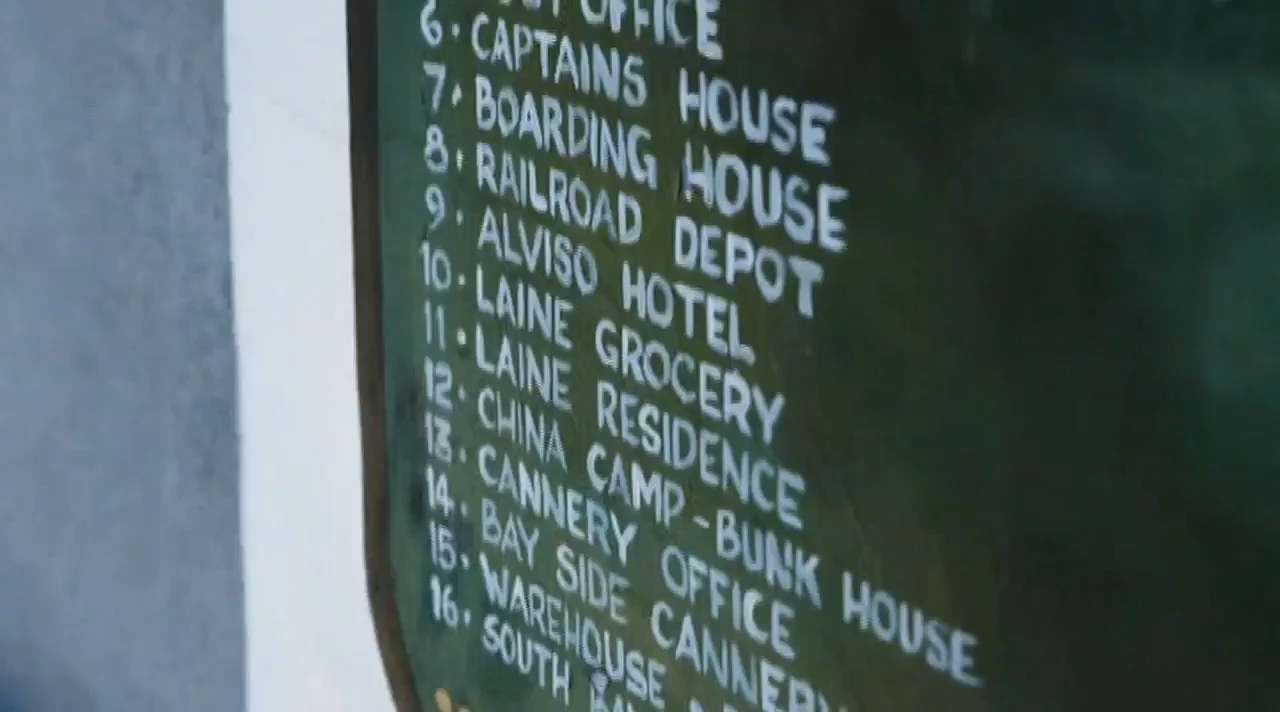 OFFICE
6. CAPTAINS HOUSE
7. BOARDING HOUSE
8. RAILROAD DEPOT
9. ALVISO HOTEL
10. LAINE GROCERY
11. LAINE RESIDENCE
12. CHINA CAMP - BUNK HOUSE
13. CANNERY OFFICE
14. BAY SIDE CANNERY
15. WAREHOUSE
16. SOUTH BAY